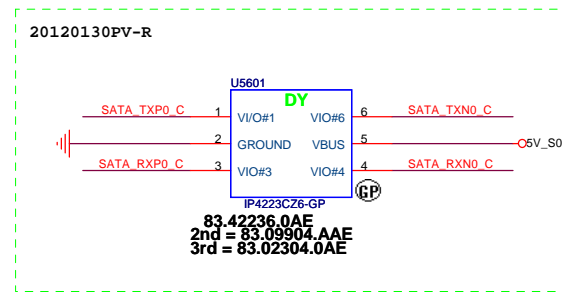 20120130PV-R
U5601
DY
SATA_TXP0_C 1 VI/O#1 VIO#6 6 SATA_TXN0_C
2 GROUND VBUS 5 5V_S0
SATA_RXP0_C 3 VIO#3 VIO#4 4 SATA_RXN0_C
IP4223CZ6-GP GP
83.42236.0AE
2nd = 83.09904.AAE
3rd = 83.02304.0AE